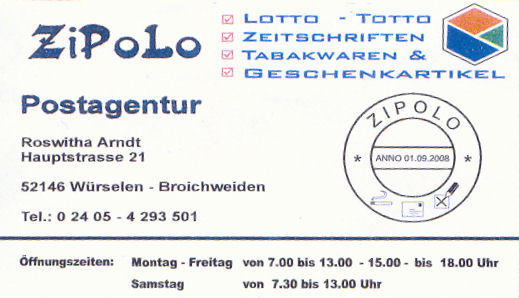 ZiPoLo
Lotto - Totto
Zeitschriften
Tabakwaren &
Geschenkartikel
Postagentur
Roswitha Arndt
Hauptstrasse 21
52146 Würselen - Broichweiden
Tel.: 0 24 05 - 4 293 501
ZIPOLO
* ANNO 01.09.2008 *
Öffnungszeiten: Montag - Freitag von 7.00 bis 13.00 - 15.00 - bis 18.00 Uhr
Samstag von 7.30 bis 13.00 Uhr